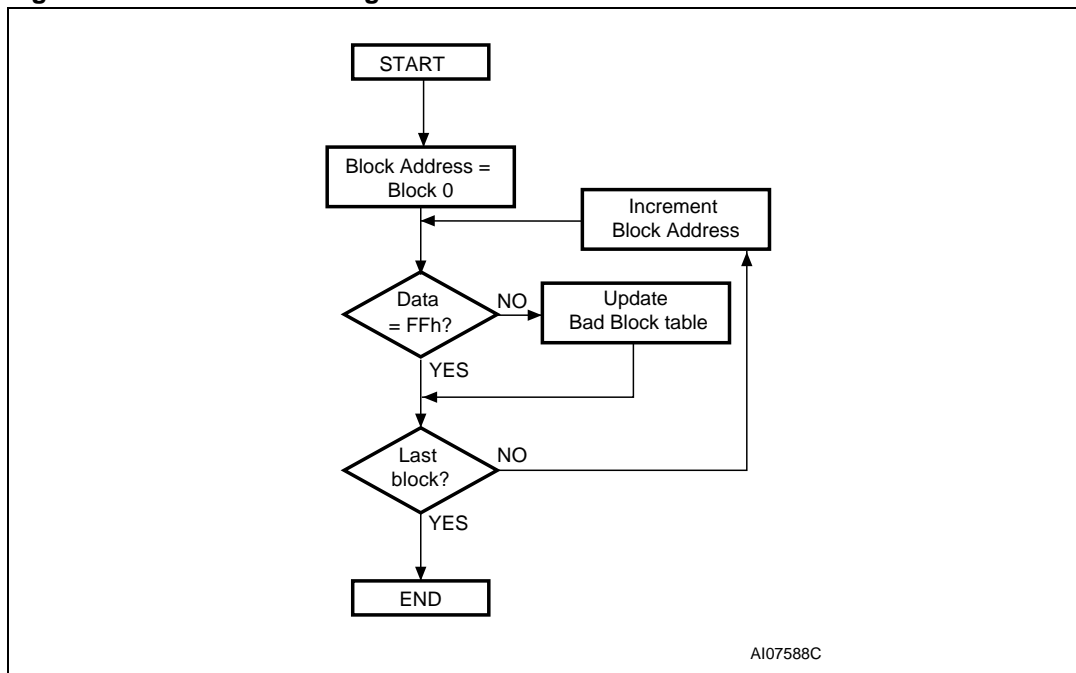 START
Block Address =
Block 0
Increment
Block Address
Data
= FFh?
NO
Update
Bad Block table
YES
Last
block?
NO
YES
END
AI07588C